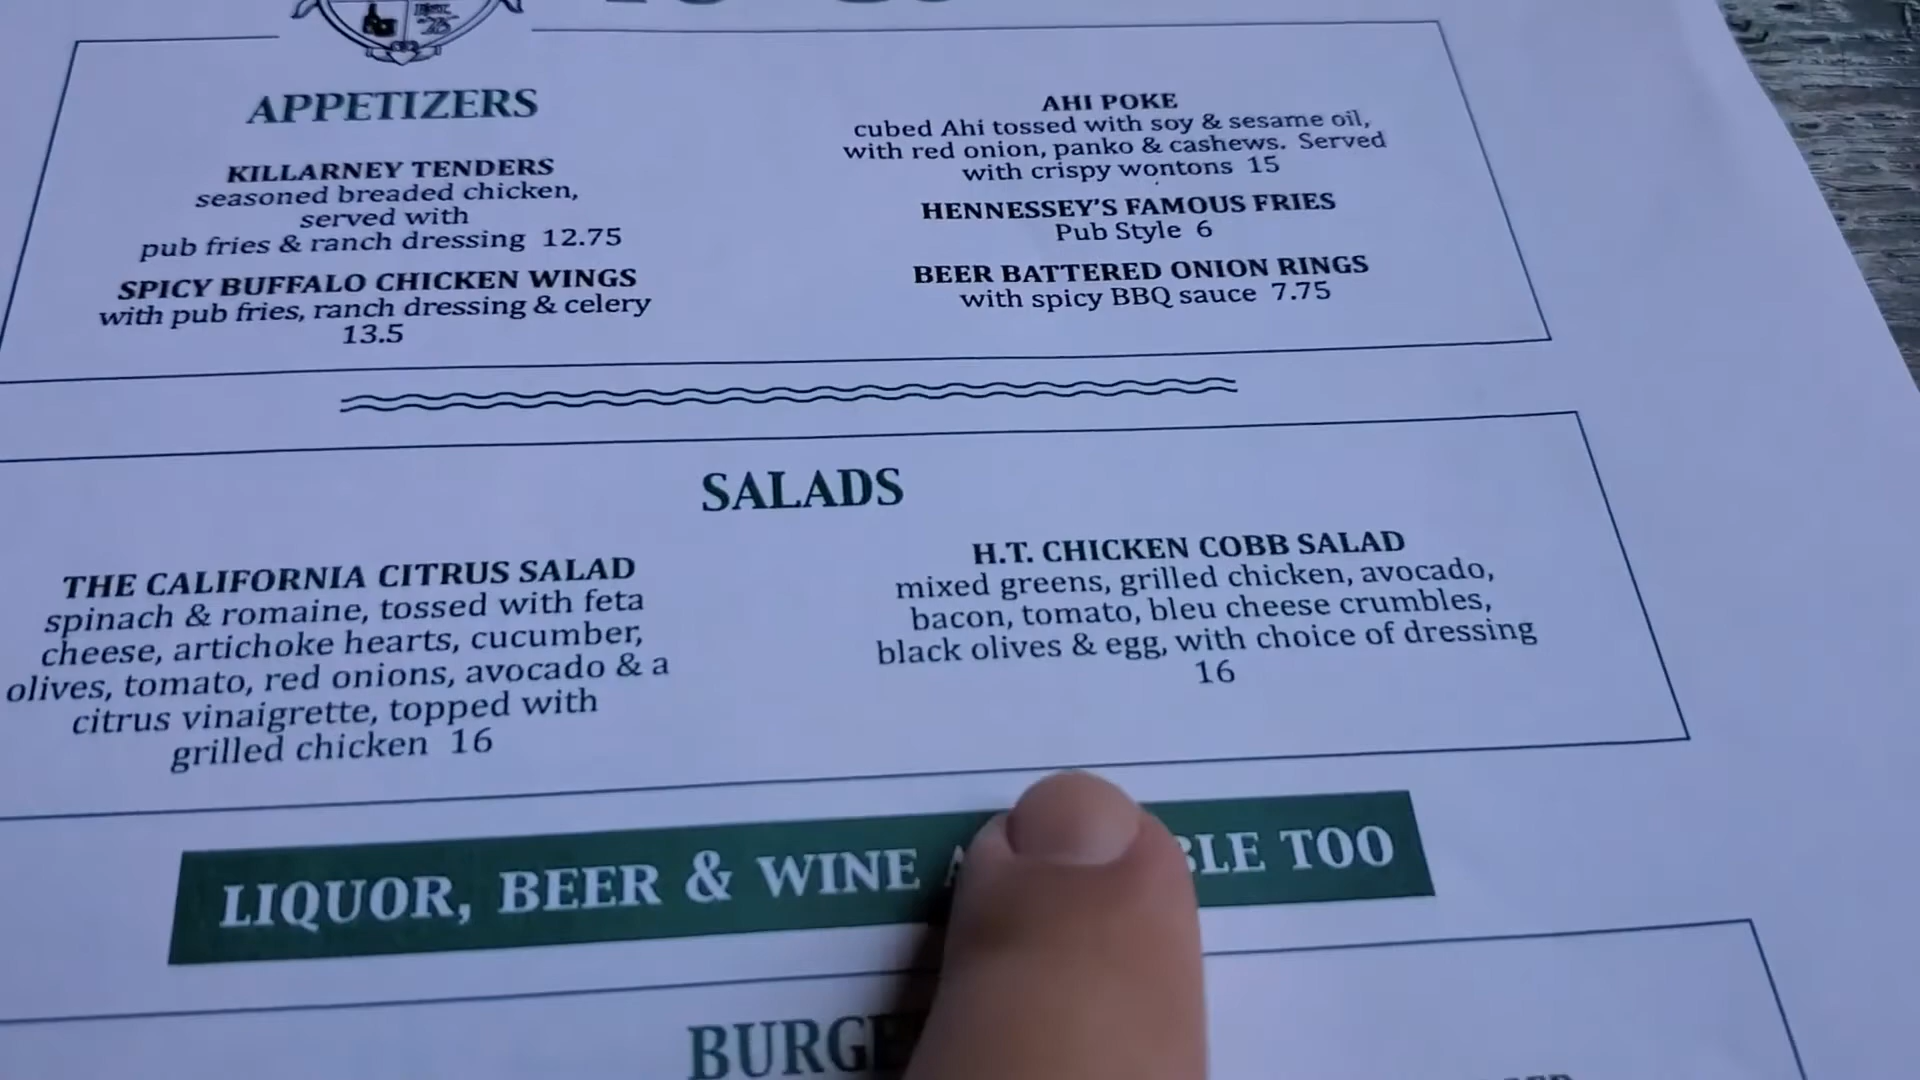 APPETIZERS
KILLARNEY TENDERS
seasoned breaded chicken,
served with
pub fries & ranch dressing 12.75
SPICY BUFFALO CHICKEN WINGS
with pub fries, ranch dressing & celery
13.5
AHI POKE
cubed Ahi tossed with soy & sesame oil,
with red onion, panko & cashews. Served
with crispy wontons 15
HENNESSEY'S FAMOUS FRIES
Pub Style 6
BEER BATTERED ONION RINGS
with spicy BBQ sauce 7.75
SALADS
THE CALIFORNIA CITRUS SALAD
spinach & romaine, tossed with feta
cheese, artichoke hearts, cucumber,
olives, tomato, red onions, avocado & a
citrus vinaigrette, topped with
grilled chicken 16
H.T. CHICKEN COBB SALAD
mixed greens, grilled chicken, avocado,
bacon, tomato, bleu cheese crumbles,
black olives & egg, with choice of dressing
16
LIQUOR, BEER & WINE TOO